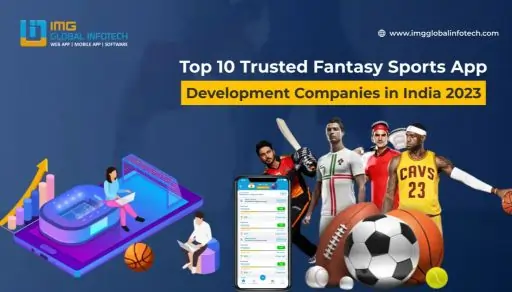 IMG
GLOBAL INFOTECH
WEB APP | MOBILE APP | SOFTWARE
www.imgglobalinfotech.com
Top 10 Trusted Fantasy Sports App
Development Companies in India 2023
CAVS
23